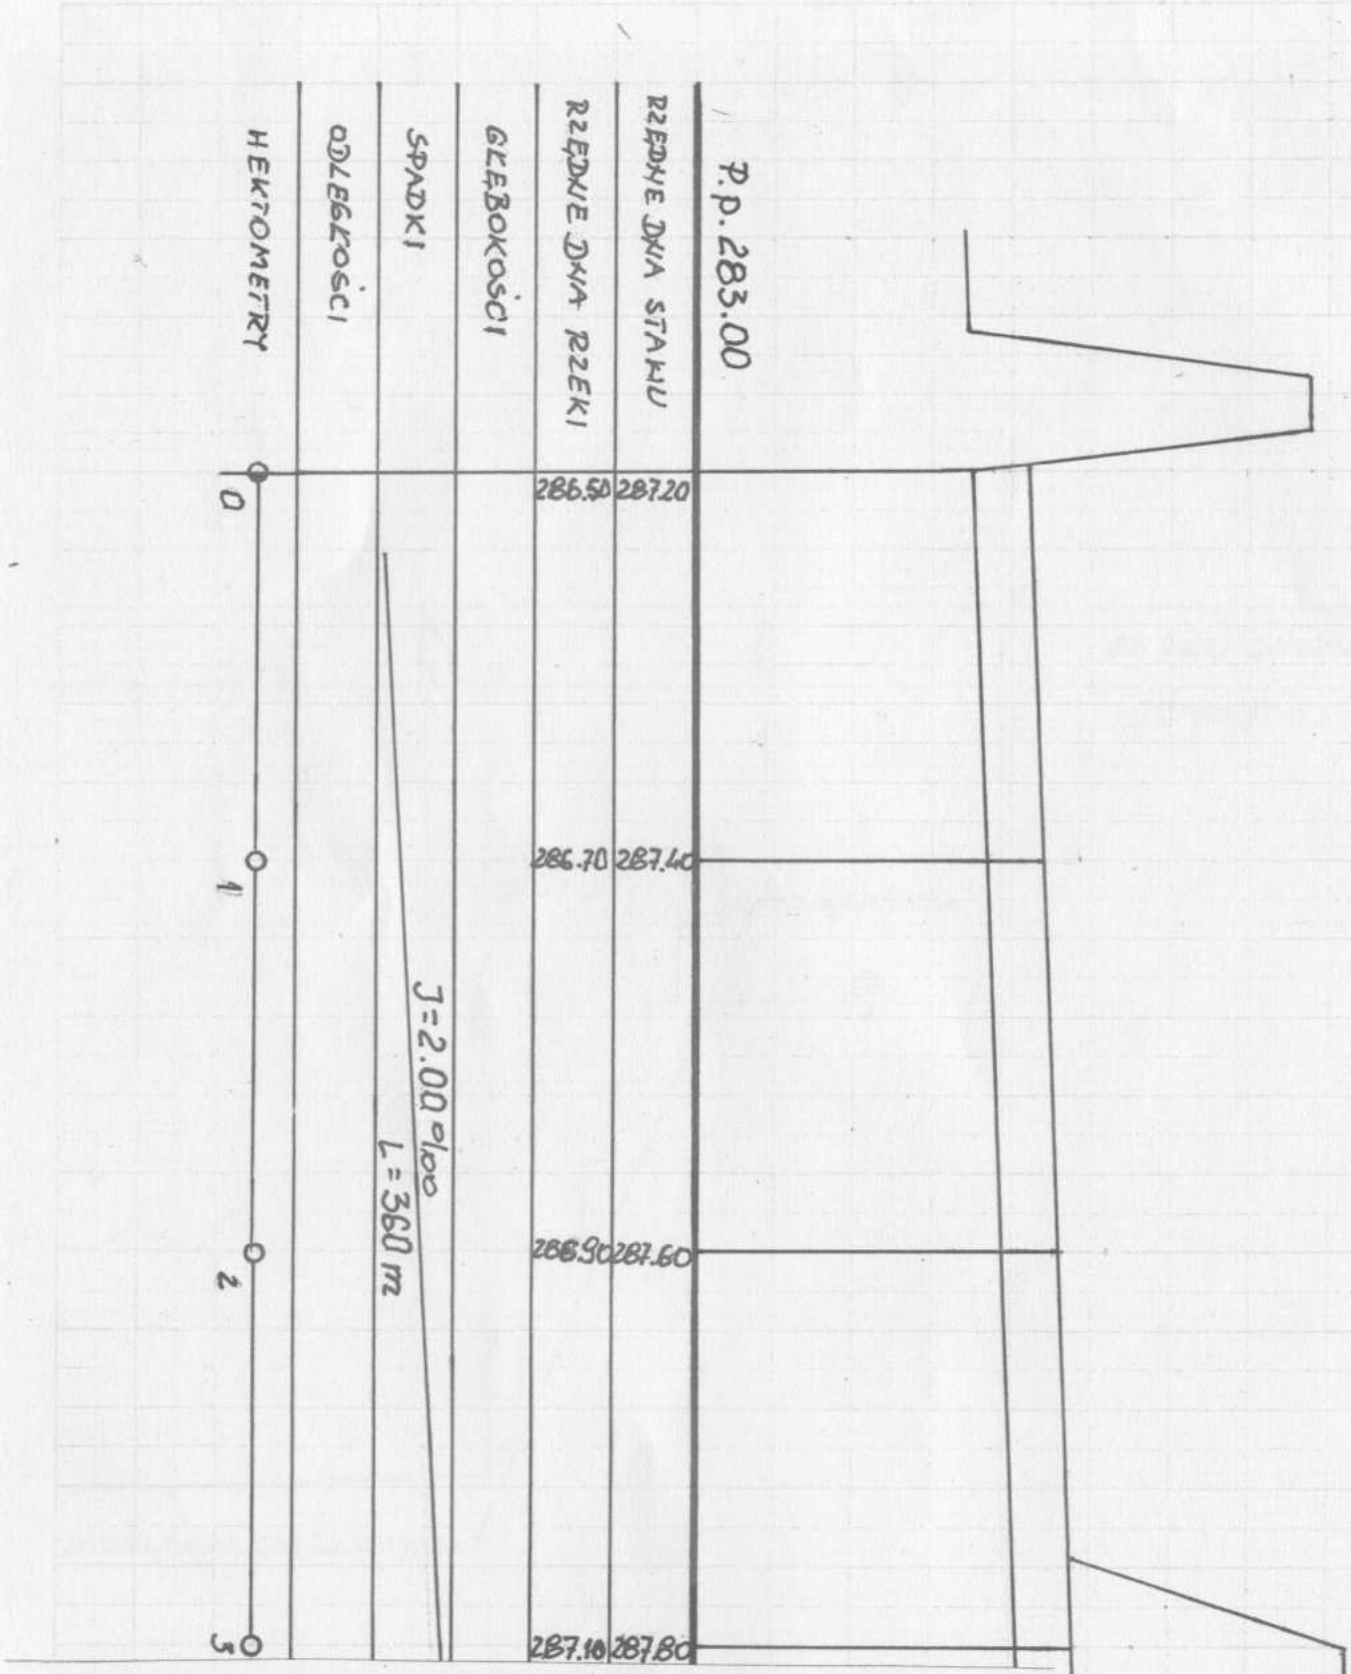 P.p. 283.00
RZĘDNE DNA STAWU
287.20 287.40 287.60 287.80
RZĘDNE DNA RZEKI
286.50 286.70 286.90 287.10
GŁĘBOKOŚCI
SPADKI
J=2.00 o/oo
L=360 m
ODLEGŁOŚCI
HEKTOMETRY
0 1 2 3